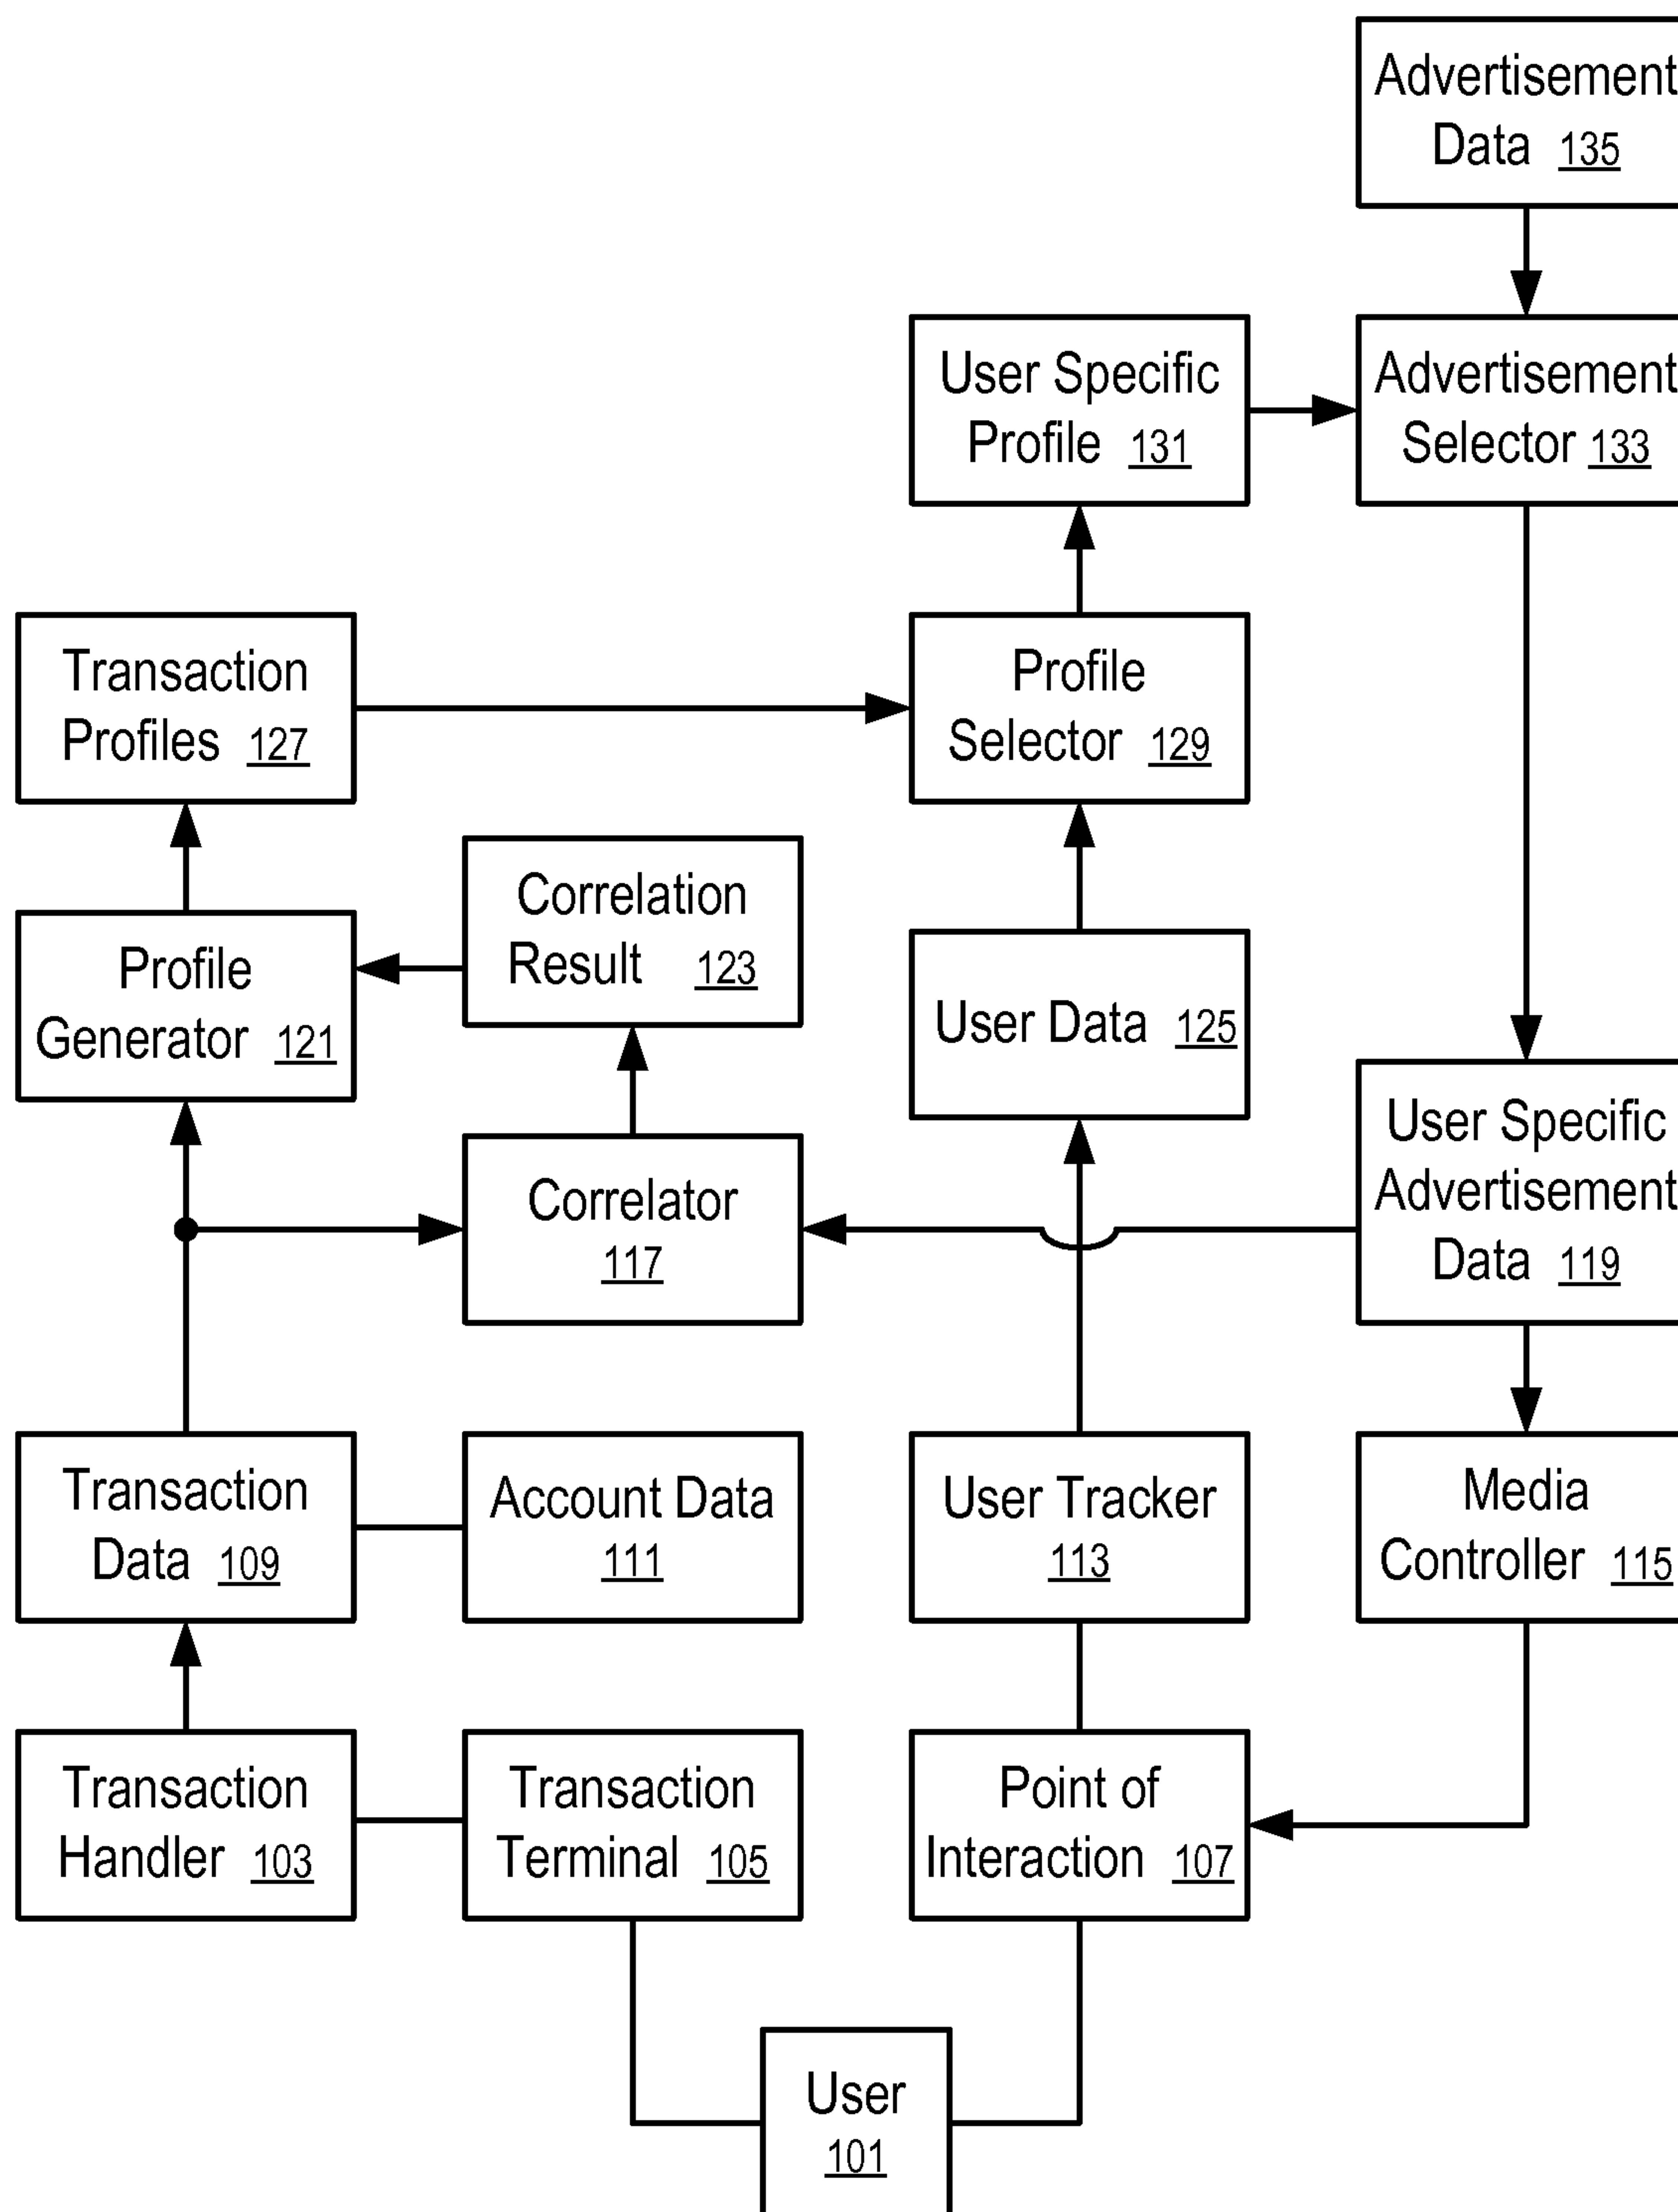 Advertisement
Data 135
User Specific
Profile 131
Advertisement
Selector 133
Transaction
Profiles 127
Profile
Selector 129
Correlation
Result 123
Profile
Generator 121
User Data 125
User Specific
Advertisement
Data 119
Correlator
117
Transaction
Data 109
Account Data
111
User Tracker
113
Media
Controller 115
Transaction
Handler 103
Transaction
Terminal 105
Point of
Interaction 107
User
101